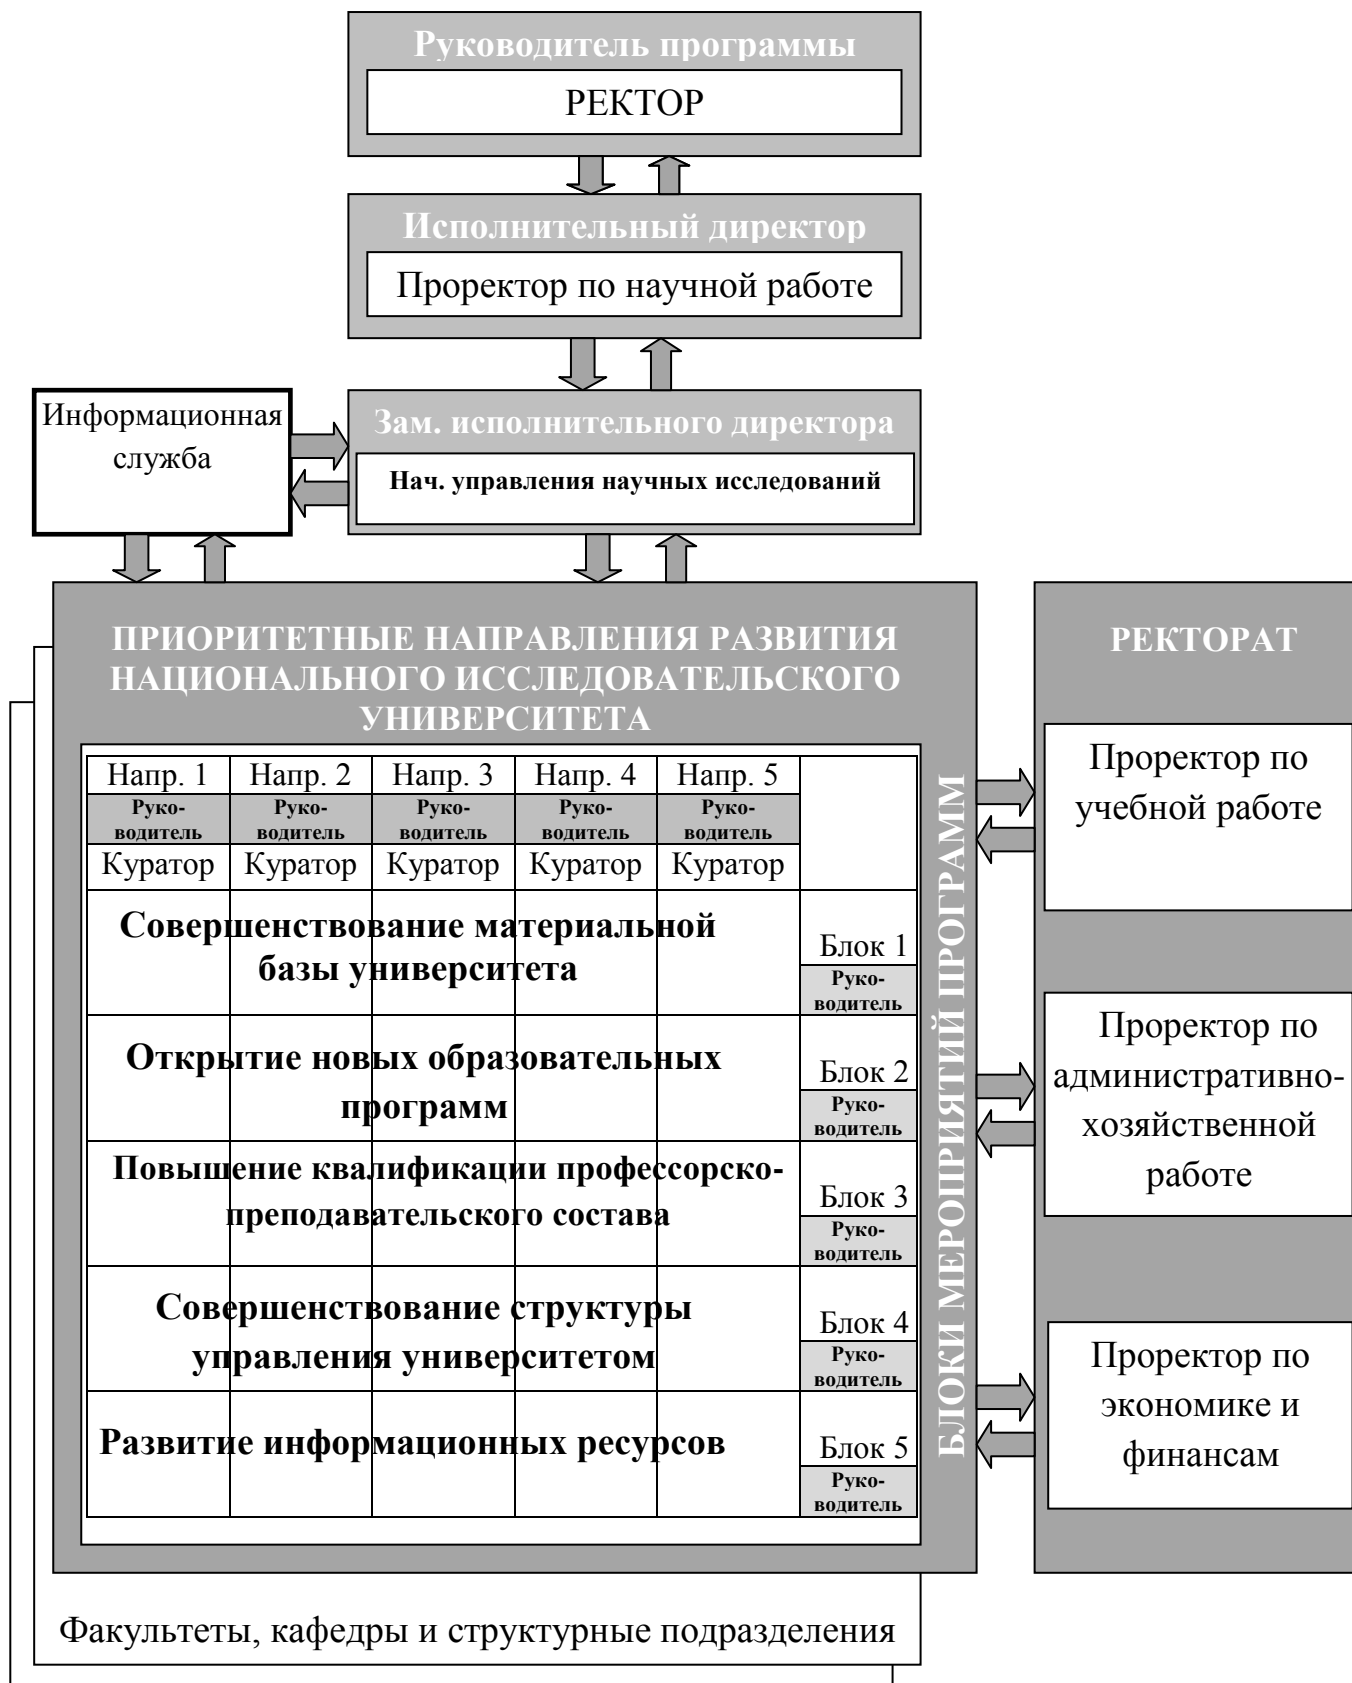 Руководитель программы
РЕКТОР
Исполнительный директор
Проректор по научной работе
Информационная
служба
Зам. исполнительного директора
Нач. управления научных исследований
ПРИОРИТЕТНЫЕ НАПРАВЛЕНИЯ РАЗВИТИЯ
НАЦИОНАЛЬНОГО ИССЛЕДОВАТЕЛЬСКОГО
УНИВЕРСИТЕТА
Напр. 1 Напр. 2 Напр. 3 Напр. 4 Напр. 5
Руко- Руко- Руко- Руко- Руко-
водитель водитель водитель водитель водитель
Куратор Куратор Куратор Куратор Куратор
Совершенствование материальной
базы университета
Блок 1
Руко-
водитель
Открытие новых образовательных
программ
Блок 2
Руко-
водитель
Повышение квалификации профессорско-
преподавательского состава
Блок 3
Руко-
водитель
Совершенствование структуры
управления университетом
Блок 4
Руко-
водитель
Развитие информационных ресурсов
Блок 5
Руко-
водитель
БЛОКИ МЕРОПРИЯТИЙ ПРОГРАММ
РЕКТОРАТ
Проректор по
учебной работе
Проректор по
административно-
хозяйственной
работе
Проректор по
экономике и
финансам
Факультеты, кафедры и структурные подразделения